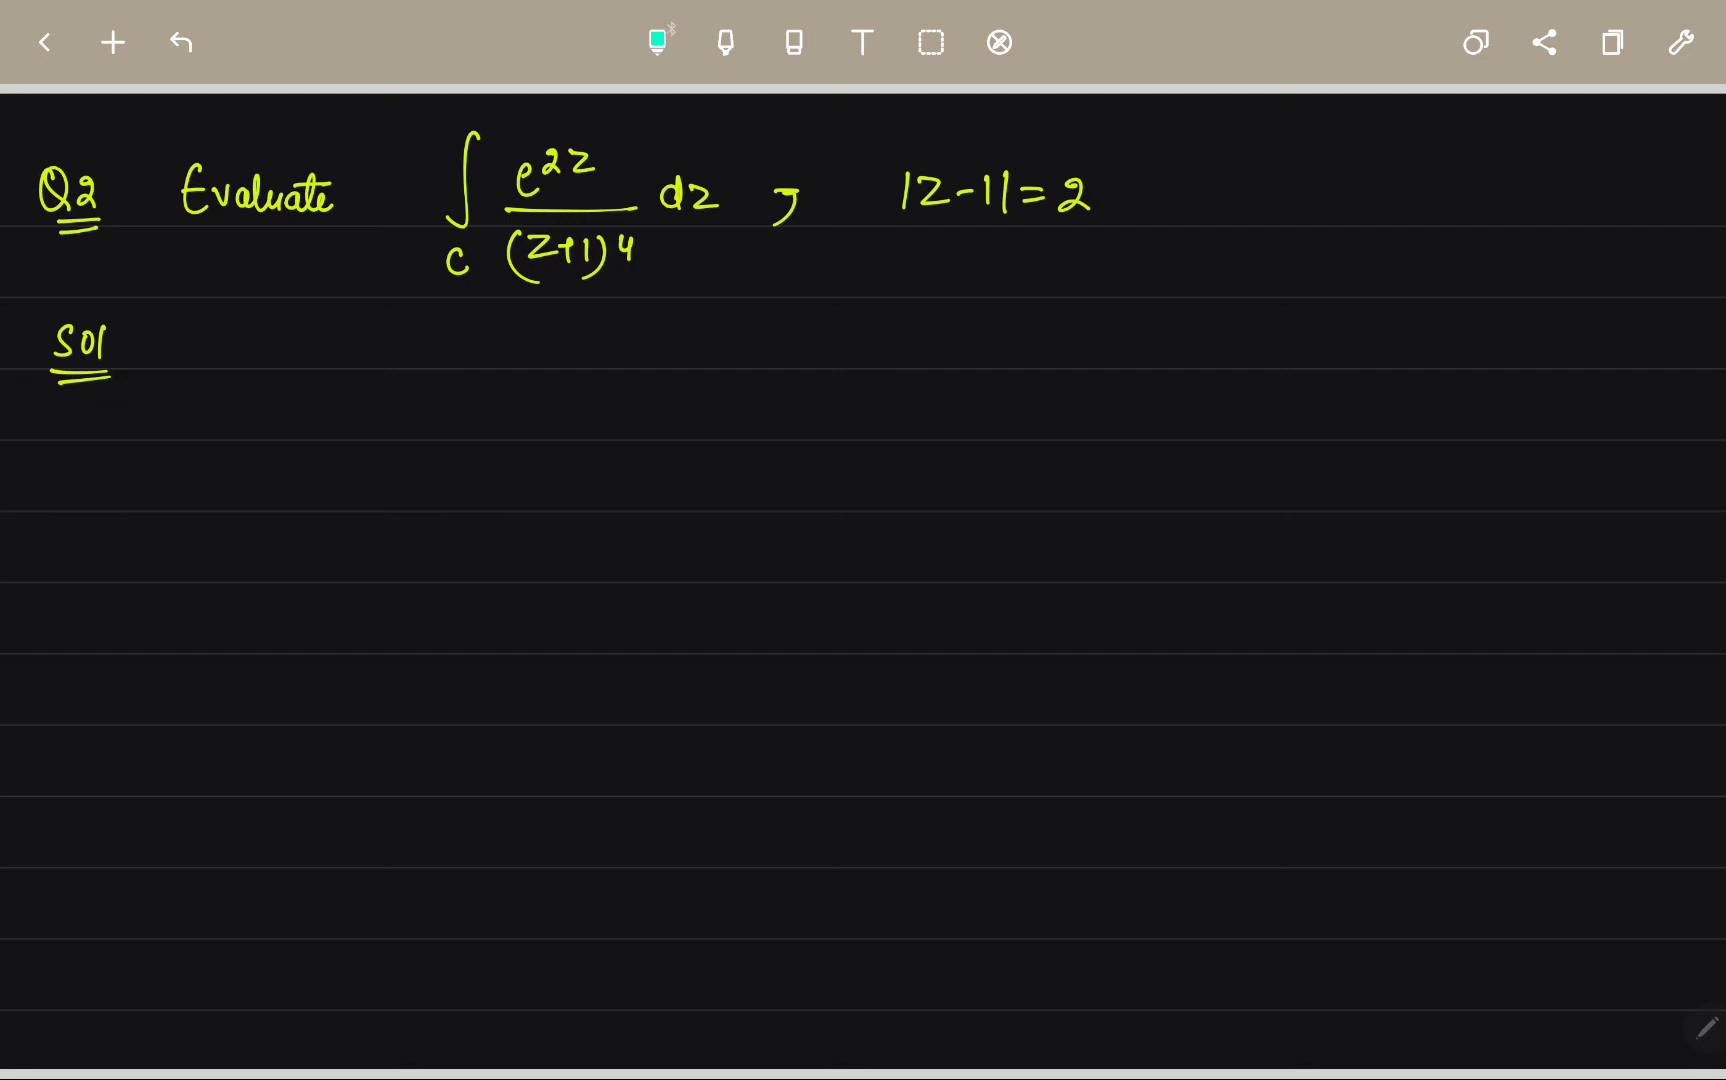 Q2 Evaluate ∫_C e^{2z}/(z+1)^4 dz , |z-1|=2
Sol